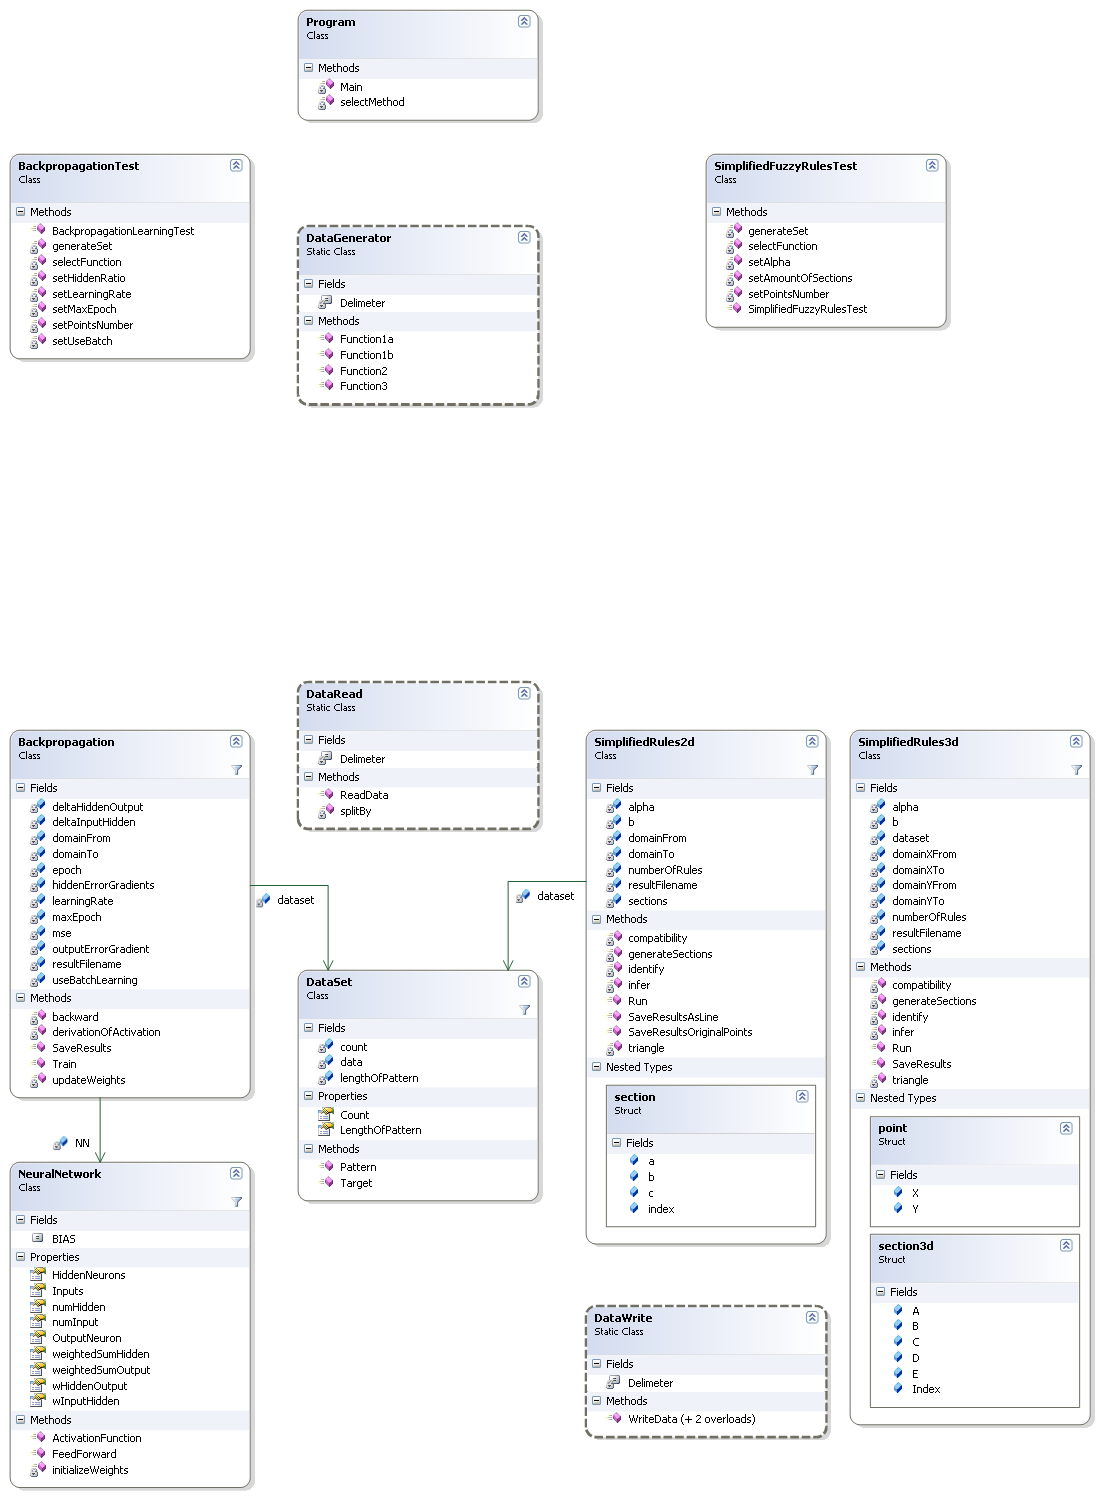 Program
Class
Methods
Main
selectMethod
BackpropagationTest
Class
Methods
BackpropagationLearningTest
generateSet
selectFunction
setHiddenRatio
setLearningRate
setMaxEpoch
setPointsNumber
setUseBatch
DataGenerator
Static Class
Fields
Delimeter
Methods
Function1a
Function1b
Function2
Function3
SimplifiedFuzzyRulesTest
Class
Methods
generateSet
selectFunction
setAlpha
setAmountOfSections
setPointsNumber
SimplifiedFuzzyRulesTest
Backpropagation
Class
Fields
deltaHiddenOutput
deltaInputHidden
domainFrom
domainTo
epoch
hiddenErrorGradients
learningRate
maxEpoch
mse
outputErrorGradient
resultFilename
useBatchLearning
Methods
backward
derivationOfActivation
SaveResults
Train
updateWeights
NN
NeuralNetwork
Class
Fields
BIAS
Properties
HiddenNeurons
Inputs
numHidden
numInput
OutputNeuron
weightedSumHidden
weightedSumOutput
wHiddenOutput
wInputHidden
Methods
ActivationFunction
FeedForward
initializeWeights
DataRead
Static Class
Fields
Delimeter
Methods
ReadData
splitBy
dataset
dataset
DataSet
Class
Fields
count
data
lengthOfPattern
Properties
Count
LengthOfPattern
Methods
Pattern
Target
SimplifiedRules2d
Class
Fields
alpha
b
domainFrom
domainTo
numberOfRules
resultFilename
sections
Methods
compatibility
generateSections
identify
infer
Run
SaveResultsAsLine
SaveResultsOriginalPoints
triangle
Nested Types
section
Struct
Fields
a
b
c
index
DataWrite
Static Class
Fields
Delimeter
Methods
WriteData (+ 2 overloads)
SimplifiedRules3d
Class
Fields
alpha
b
dataset
domainXFrom
domainXTo
domainYFrom
domainYTo
numberOfRules
resultFilename
sections
Methods
compatibility
generateSections
identify
infer
Run
SaveResults
triangle
Nested Types
point
Struct
Fields
X
Y
section3d
Struct
Fields
A
B
C
D
E
Index